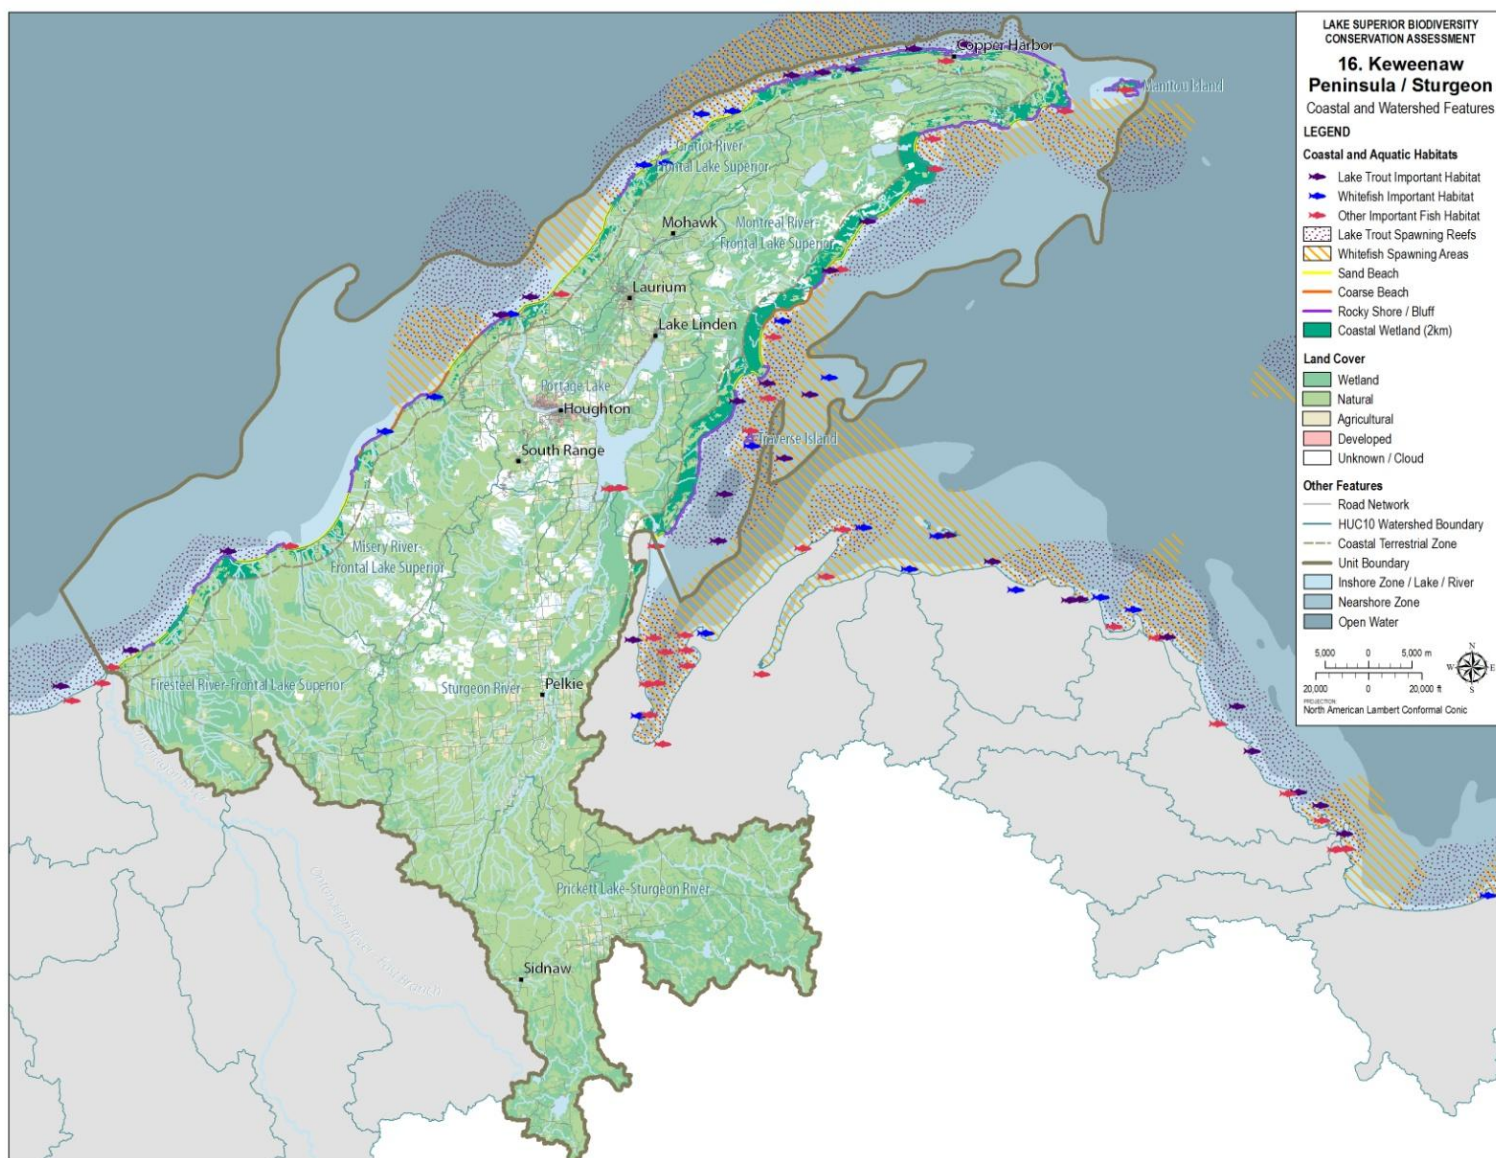 LAKE SUPERIOR BIODIVERSITY
CONSERVATION ASSESSMENT
16. Keweenaw
Peninsula / Sturgeon
Coastal and Watershed Features
LEGEND
Coastal and Aquatic Habitats
Lake Trout Important Habitat
Whitefish Important Habitat
Other Important Fish Habitat
Lake Trout Spawning Reefs
Whitefish Spawning Areas
Sand Beach
Coarse Beach
Rocky Shore / Bluff
Coastal Wetland (2km)
Land Cover
Wetland
Natural
Agricultural
Developed
Unknown / Cloud
Other Features
Road Network
HUC10 Watershed Boundary
Coastal Terrestrial Zone
Unit Boundary
Inshore Zone / Lake / River
Nearshore Zone
Open Water
5,000 0 5,000 m
20,000 0 20,000 ft
N
W E
S
PROJECTION:
North American Lambert Conformal Conic
Copper Harbor
Manitou Island
Gratiot River-
Frontal Lake Superior
Mohawk
Montreal River-
Frontal Lake Superior
Laurium
Lake Linden
Portage Lake
Houghton
Traverse Island
South Range
Misery River-
Frontal Lake Superior
Firesteel River-Frontal Lake Superior
Sturgeon River
Pelkie
Prickett Lake-Sturgeon River
Ontonagon River East Branch
Sidnaw